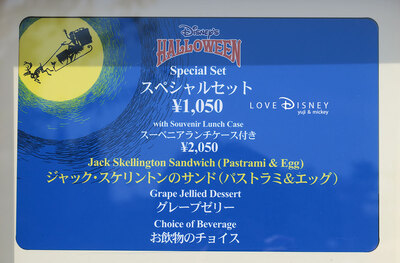 Disney's
HALLOWEEN
Special Set
スペシャルセット
¥1,050
LOVE DISNEY
yuji & mickey
with Souvenir Lunch Case
スーベニアランチケース付き
¥2,050
Jack Skellington Sandwich (Pastrami & Egg)
ジャック・スケリントンのサンド(パストラミ&エッグ)
Grape Jellied Dessert
グレープゼリー
Choice of Beverage
お飲物のチョイス